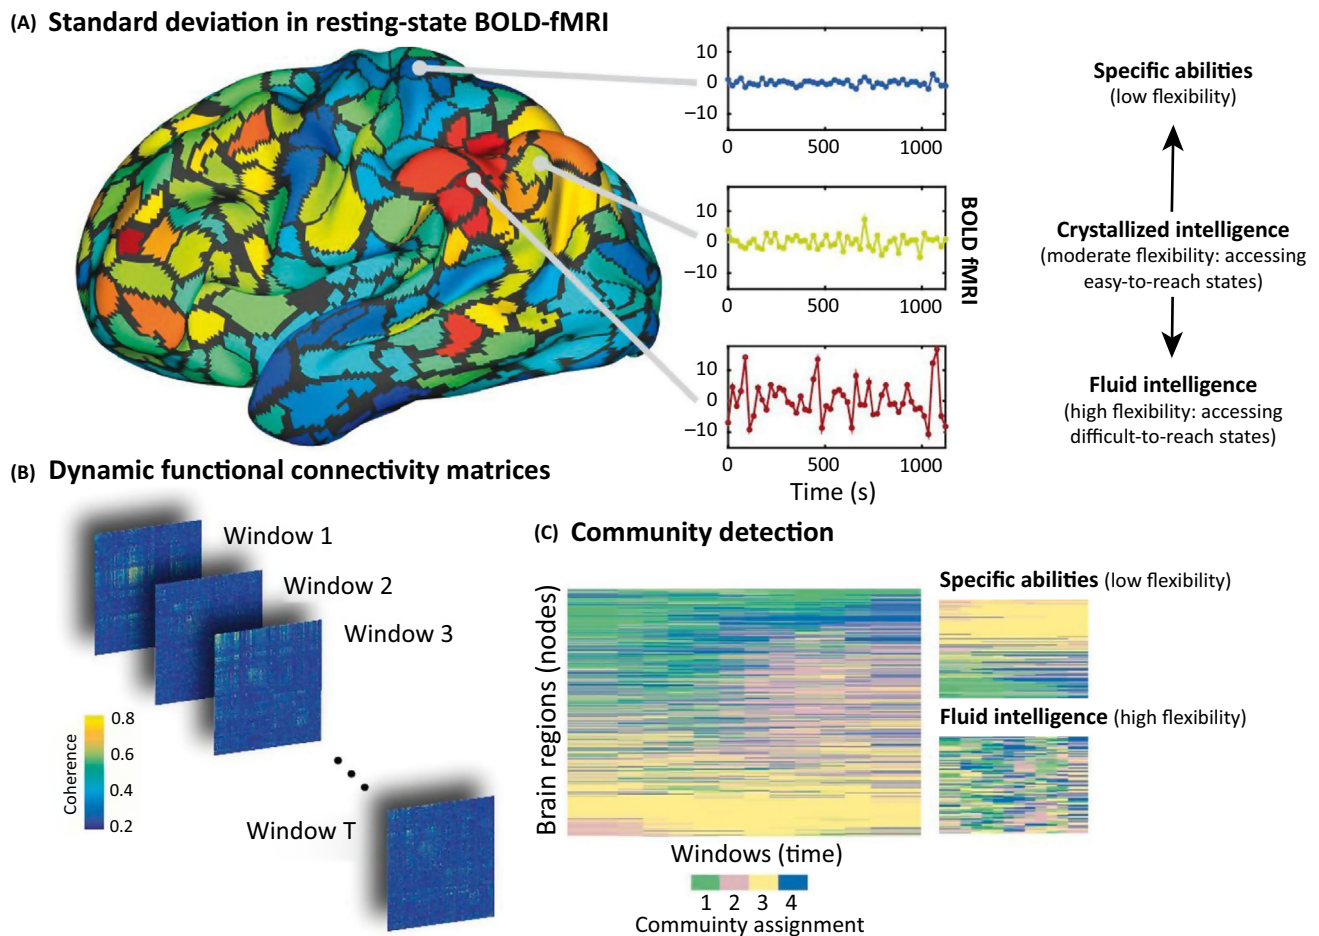 (A) Standard deviation in resting-state BOLD-fMRI
10
0
−10
0 500 1000
10
0
−10
0 500 1000
10
0
−10
0 500 1000
Time (s)
BOLD fMRI
Specific abilities
(low flexibility)
Crystallized intelligence
(moderate flexibility: accessing
easy-to-reach states)
Fluid intelligence
(high flexibility: accessing
difficult-to-reach states)
(B) Dynamic functional connectivity matrices
Window 1
Window 2
Window 3
Window T
Coherence
0.8
0.6
0.4
0.2
(C) Community detection
Brain regions (nodes)
Windows (time)
1 2 3 4
Commuinty assignment
Specific abilities (low flexibility)
Fluid intelligence (high flexibility)